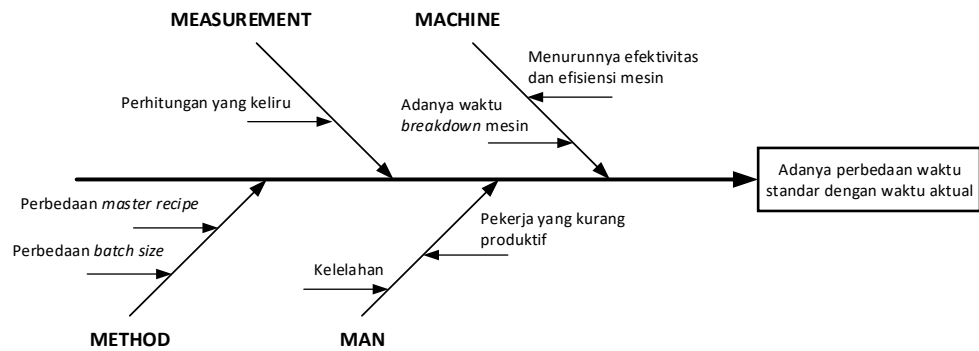 MEASUREMENT
MACHINE
Menurunnya efektivitas
dan efisiensi mesin
Perhitungan yang keliru
Adanya waktu
breakdown mesin
Adanya perbedaan waktu
standar dengan waktu aktual
Perbedaan master recipe
Perbedaan batch size
Pekerja yang kurang
produktif
Kelelahan
METHOD
MAN